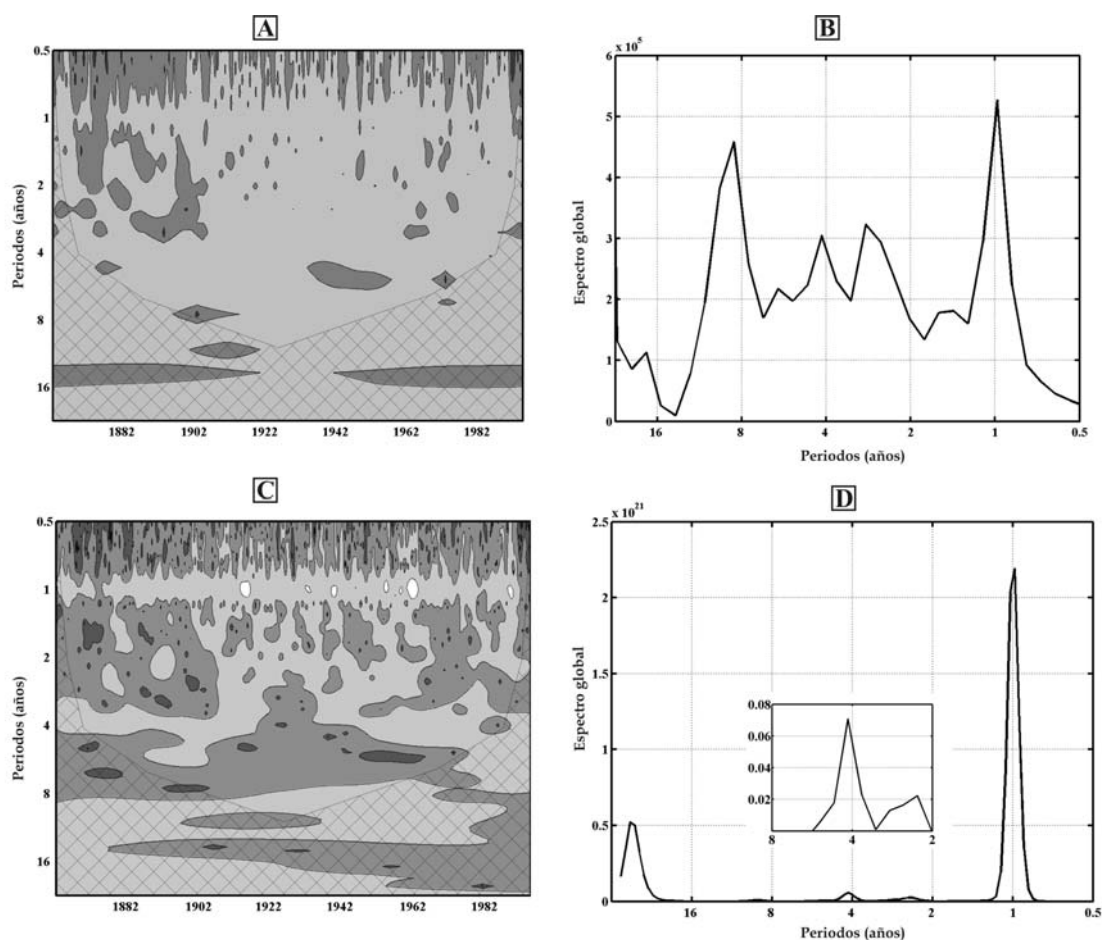 A
0.5
1
2
4
8
16
Periodos (años)
1882 1902 1922 1942 1962 1982
B
x 10^5
6
5
4
3
2
1
0
Espectro global
16 8 4 2 1 0.5
Periodos (años)
C
0.5
1
2
4
8
16
Periodos (años)
1882 1902 1922 1942 1962 1982
D
x 10^21
2.5
2
1.5
1
0.5
0
Espectro global
0.08
0.06
0.04
0.02
8 4 2
16 8 4 2 1 0.5
Periodos (años)